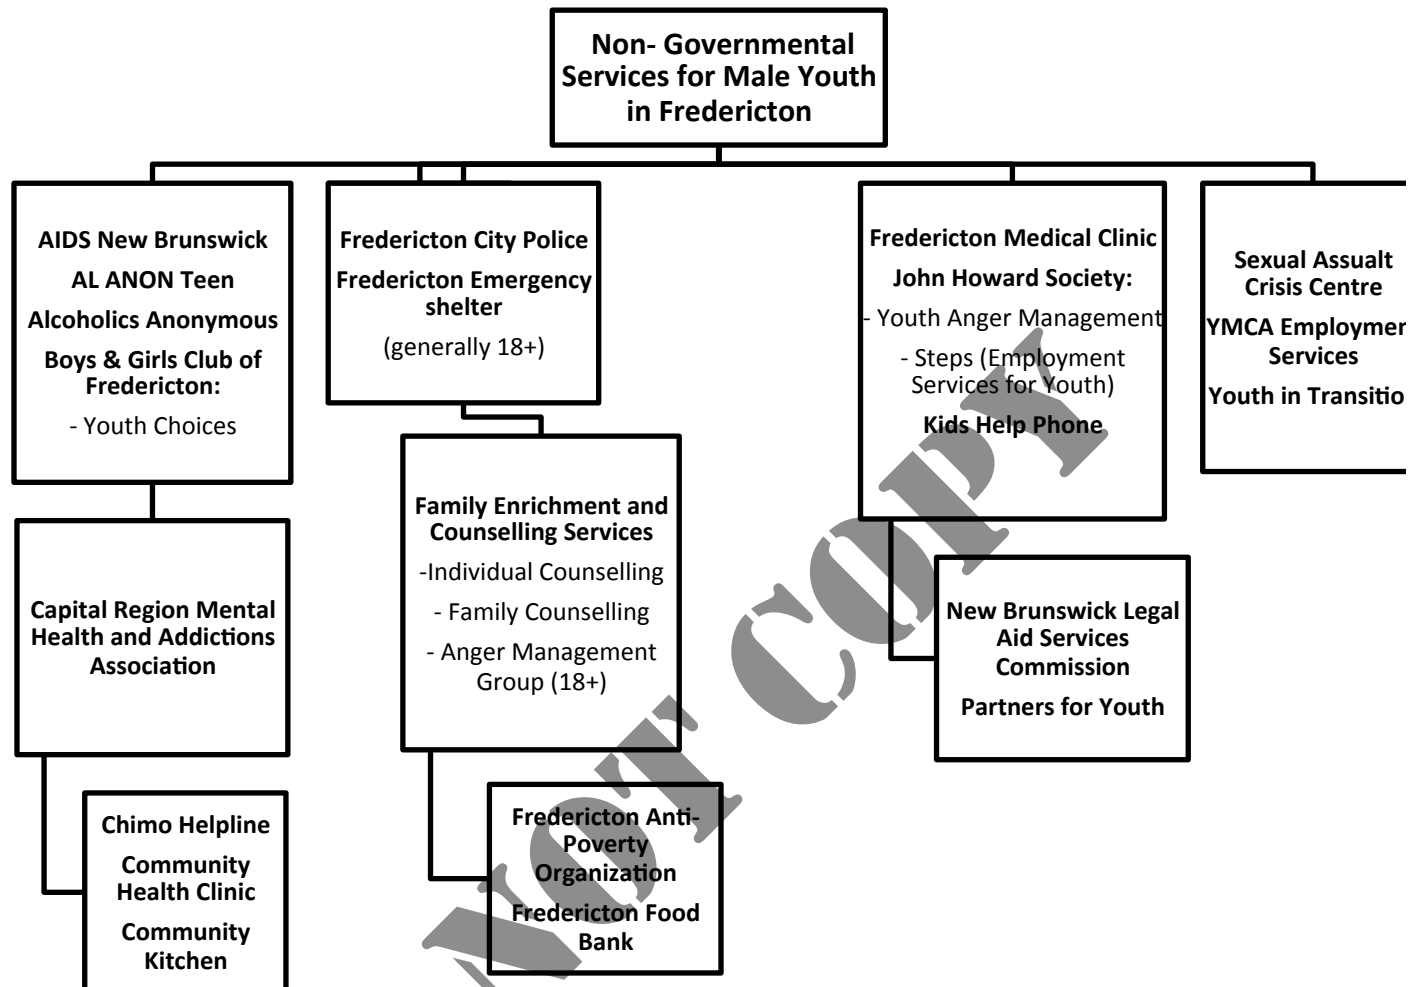 Non- Governmental
Services for Male Youth
in Fredericton
AIDS New Brunswick
AL ANON Teen
Alcoholics Anonymous
Boys & Girls Club of
Fredericton:
- Youth Choices
Capital Region Mental
Health and Addictions
Association
Chimo Helpline
Community
Health Clinic
Community
Kitchen
Fredericton City Police
Fredericton Emergency
shelter
(generally 18+)
Family Enrichment and
Counselling Services
-Individual Counselling
- Family Counselling
- Anger Management
Group (18+)
Fredericton Anti-
Poverty
Organization
Fredericton Food
Bank
Fredericton Medical Clinic
John Howard Society:
- Youth Anger Management
- Steps (Employment
Services for Youth)
Kids Help Phone
New Brunswick Legal
Aid Services
Commission
Partners for Youth
Sexual Assualt
Crisis Centre
YMCA Employmen
Services
Youth in Transitio
NOT COPY